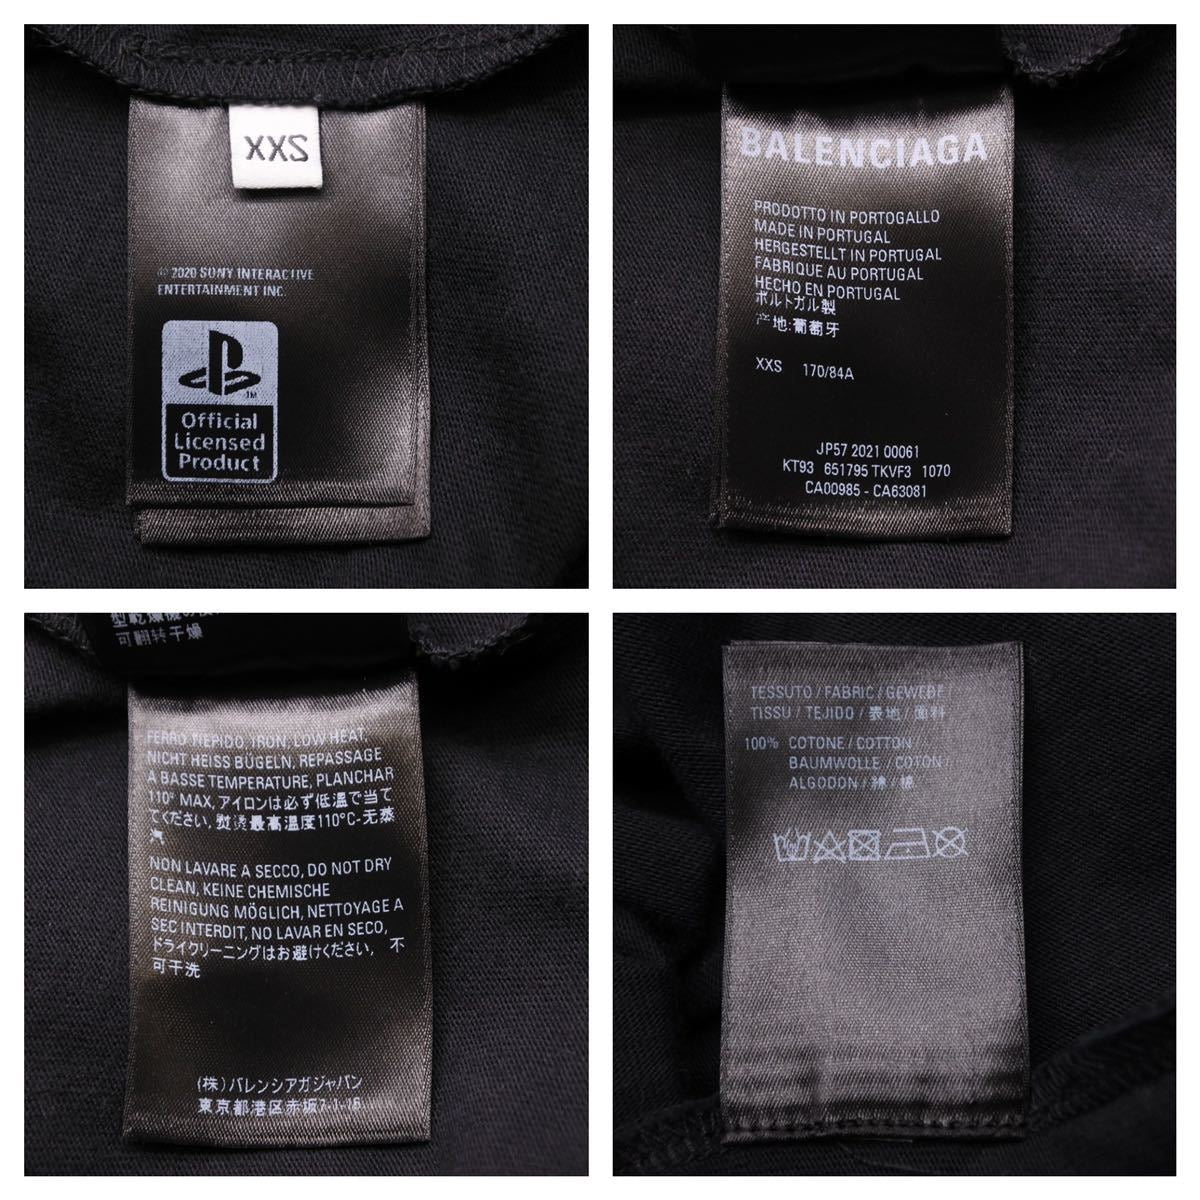 XXS
© 2020 SONY INTERACTIVE
ENTERTAINMENT INC.
TM
Official
Licensed
Product
BALENCIAGA
PRODOTTO IN PORTOGALLO
MADE IN PORTUGAL
HERGESTELLT IN PORTUGAL
FABRIQUE AU PORTUGAL
HECHO EN PORTUGAL
ポルトガル製
产地:葡萄牙
XXS 170/84A
JP57 2021 00061
KT93 651795 TKVF3 1070
CA00985 - CA63081
可翻转干燥
FERRO TIEPIDO, IRON, LOW HEAT,
NICHT HEISS BÜGELN, REPASSAGE
A BASSE TEMPERATURE, PLANCHAR
110° MAX, アイロンは必ず低温で当て
てください, 熨烫最高温度110°C-无蒸
汽
NON LAVARE A SECCO, DO NOT DRY
CLEAN, KEINE CHEMISCHE
REINIGUNG MÖGLICH, NETTOYAGE A
SEC INTERDIT, NO LAVAR EN SECO,
ドライクリーニングはお避けください, 不
可干洗
(株)バレンシアガジャパン
東京都港区赤坂7-1-16
TESSUTO / FABRIC / GEWEBE /
TISSU / TEJIDO / 表地 / 面料
100% COTONE / COTTON /
BAUMWOLLE / COTON /
ALGODON / 綿 / 棉